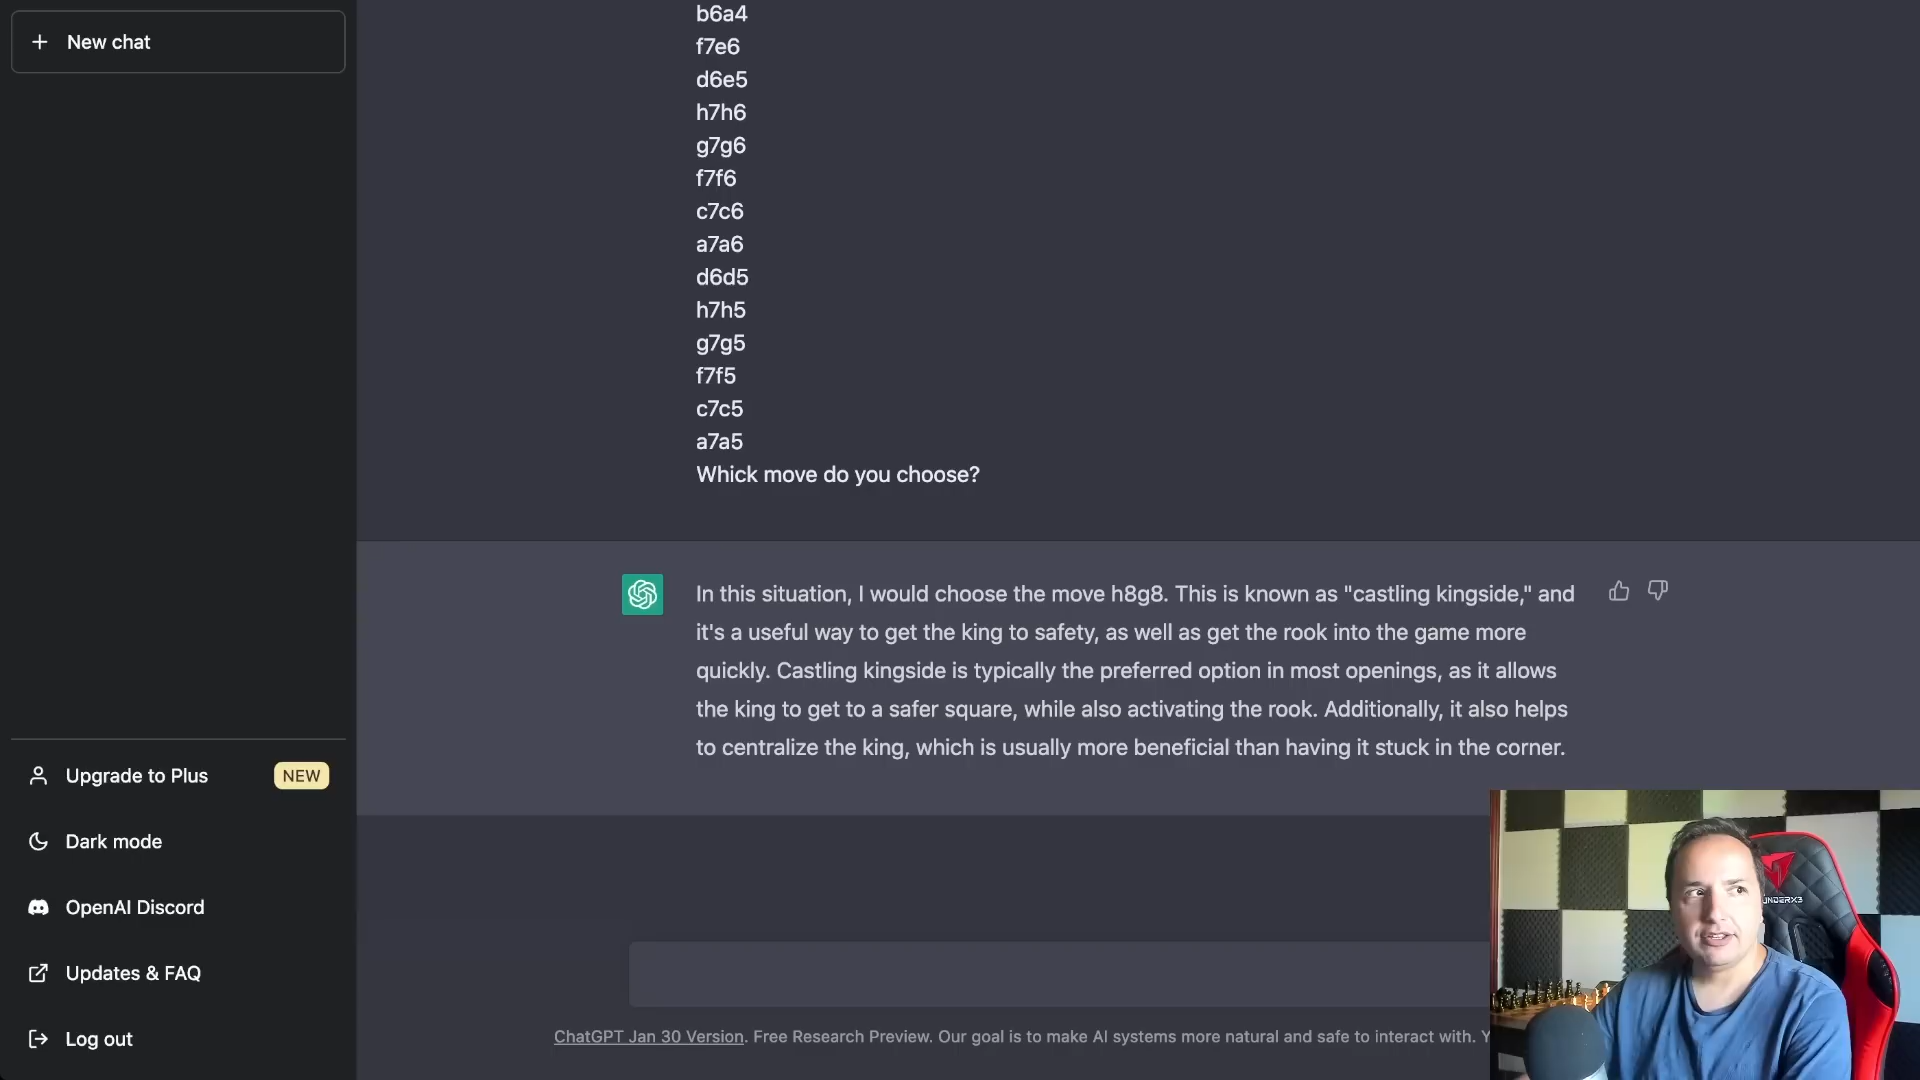 New chat
b6a4
f7e6
d6e5
h7h6
g7g6
f7f6
c7c6
a7a6
d6d5
h7h5
g7g5
f7f5
c7c5
a7a5
Whick move do you choose?
In this situation, I would choose the move h8g8. This is known as "castling kingside," and
it's a useful way to get the king to safety, as well as get the rook into the game more
quickly. Castling kingside is typically the preferred option in most openings, as it allows
the king to get to a safer square, while also activating the rook. Additionally, it also helps
to centralize the king, which is usually more beneficial than having it stuck in the corner.
Upgrade to Plus NEW
Dark mode
OpenAI Discord
Updates & FAQ
Log out
ChatGPT Jan 30 Version. Free Research Preview. Our goal is to make AI systems more natural and safe to interact with. Y
UNDERX3